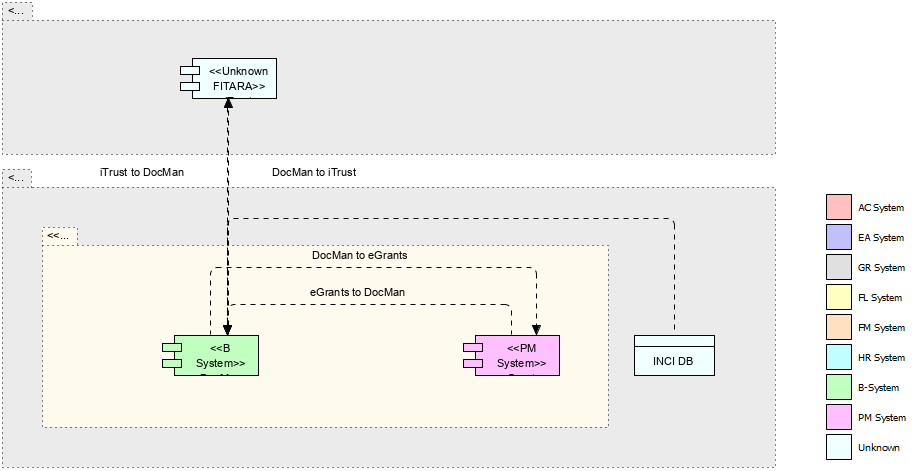 <...
<<Unknown
FITARA>>
iTrust to DocMan
DocMan to iTrust
<...
<<...
DocMan to eGrants
eGrants to DocMan
<<B
System>>
<<PM
System>>
INCI DB
AC System
EA System
GR System
FL System
FM System
HR System
B-System
PM System
Unknown